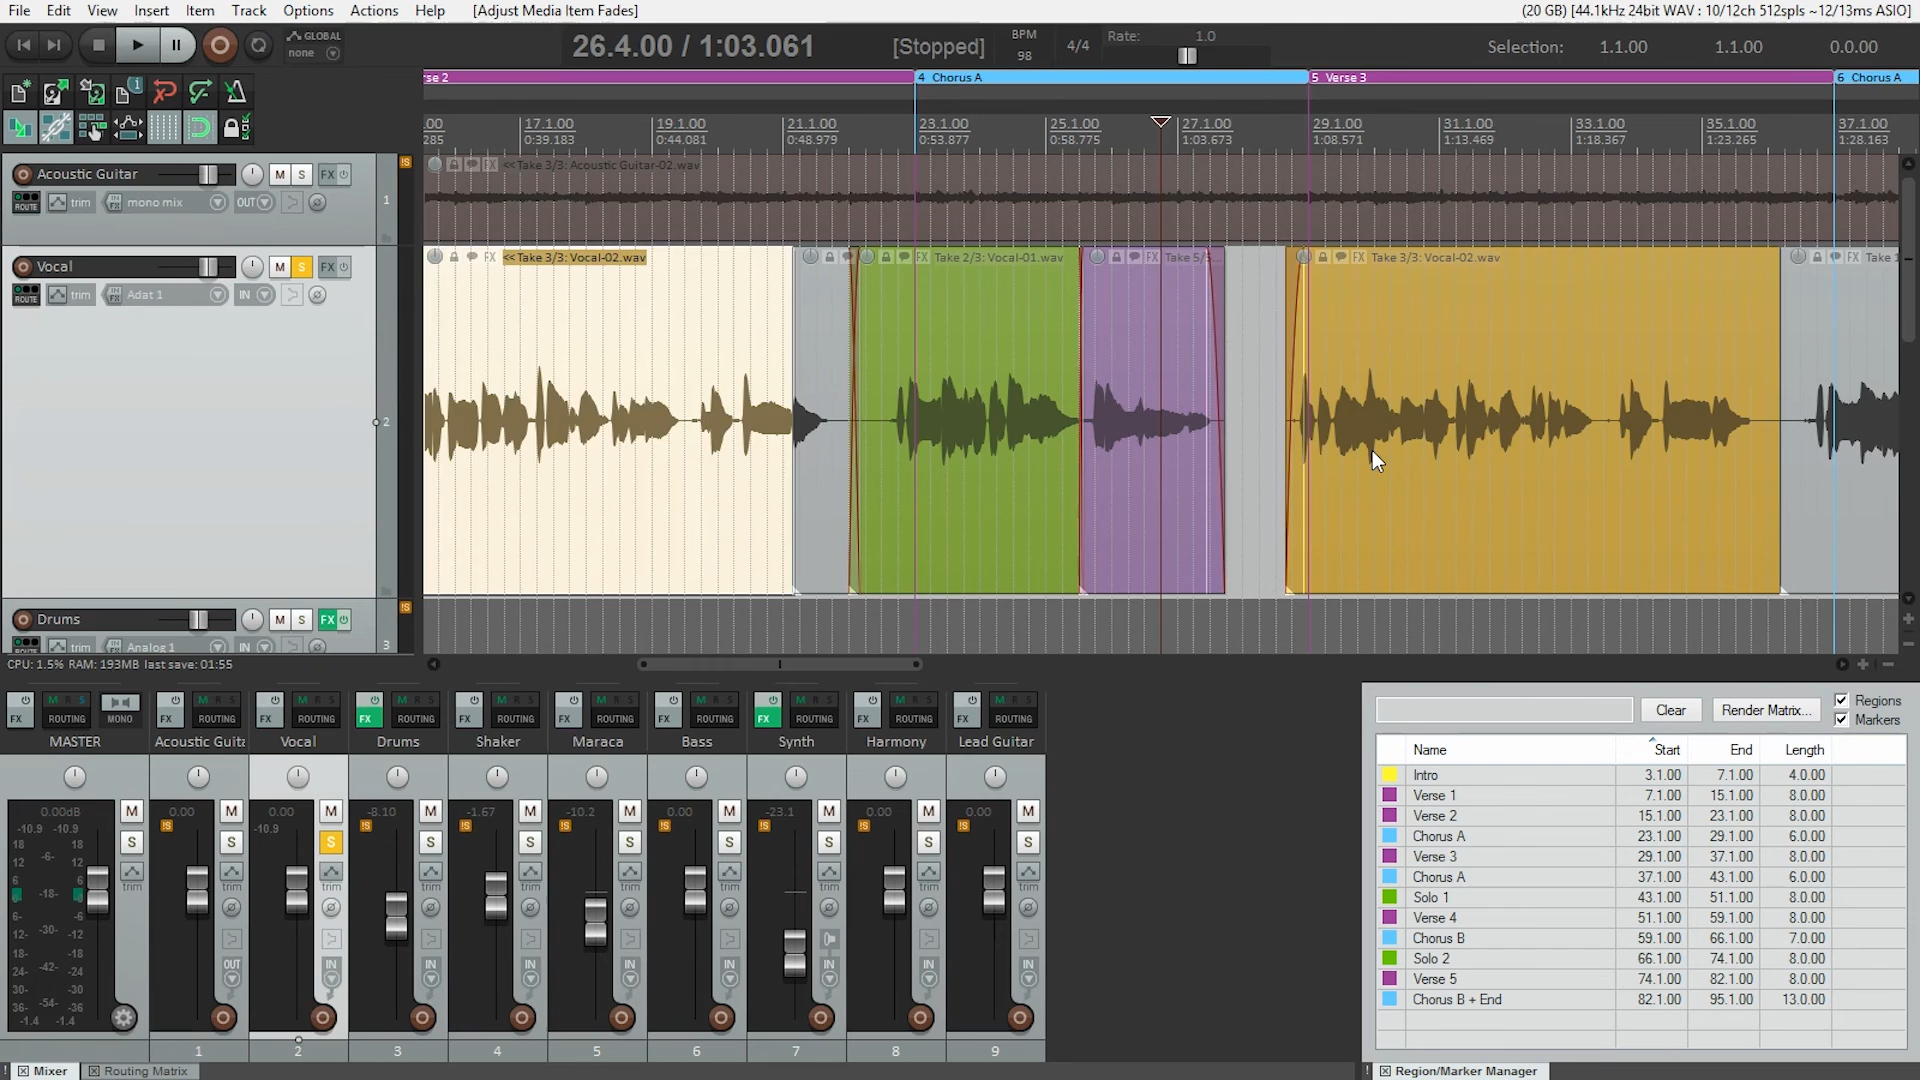 File Edit View Insert Item Track Options Actions Help [Adjust Media Item Fades] (20 GB) [44.1kHz 24bit WAV : 10/12ch 512spls ~12/13ms ASIO]
GLOBAL none 26.4.00 / 1:03.061 [Stopped] BPM 98 4/4 Rate: 1.0 Selection: 1.1.00 1.1.00 0.0.00
rse 2 4 Chorus A 5 Verse 3 6 Chorus A
.00 17.1.00 19.1.00 21.1.00 23.1.00 25.1.00 27.1.00 29.1.00 31.1.00 33.1.00 35.1.00 37.1.00
285 0:39.183 0:44.081 0:48.979 0:53.877 0:58.775 1:03.673 1:08.571 1:13.469 1:18.367 1:23.265 1:28.163
Acoustic Guitar M S FX
ROUTE trim IN FX mono mix OUT 1
FX <<Take 3/3: Acoustic Guitar-02.wav
Vocal M S FX
ROUTE trim IN FX Adat 1 IN 2
FX <<Take 3/3: Vocal-02.wav FX Take 2/3: Vocal-01.wav FX Take 5/5... FX Take 3/3: Vocal-02.wav FX Take 1
Drums M S FX
trim Analog 1 IN 3
CPU: 1.5% RAM: 193MB last save: 01:55
FX M R S ROUTING MONO FX M R S ROUTING FX M R S ROUTING FX M R S ROUTING FX M R S ROUTING FX M R S ROUTING FX M R S ROUTING FX M R S ROUTING FX M R S ROUTING FX M R S ROUTING
MASTER Acoustic Guita Vocal Drums Shaker Maraca Bass Synth Harmony Lead Guitar
0.00dB M 0.00 M 0.00 M -8.10 M -1.67 M -10.2 M 0.00 M -23.1 M 0.00 M 0.00 M
-10.9 -10.9 -10.9
S S S S S S S S S S
18 -6- 18
12 12
6 -18- 6
trim trim trim trim trim trim trim trim trim trim
6- -6
12- -30- -12
18- -18
24- -42- -24
30- -30
36- -54- -36
-1.4 -1.4
OUT IN IN IN IN IN IN IN IN
1 2 3 4 5 6 7 8 9
Mixer Routing Matrix
Clear Render Matrix... Regions
Markers
Name Start End Length
Intro 3.1.00 7.1.00 4.0.00
Verse 1 7.1.00 15.1.00 8.0.00
Verse 2 15.1.00 23.1.00 8.0.00
Chorus A 23.1.00 29.1.00 6.0.00
Verse 3 29.1.00 37.1.00 8.0.00
Chorus A 37.1.00 43.1.00 6.0.00
Solo 1 43.1.00 51.1.00 8.0.00
Verse 4 51.1.00 59.1.00 8.0.00
Chorus B 59.1.00 66.1.00 7.0.00
Solo 2 66.1.00 74.1.00 8.0.00
Verse 5 74.1.00 82.1.00 8.0.00
Chorus B + End 82.1.00 95.1.00 13.0.00
Region/Marker Manager